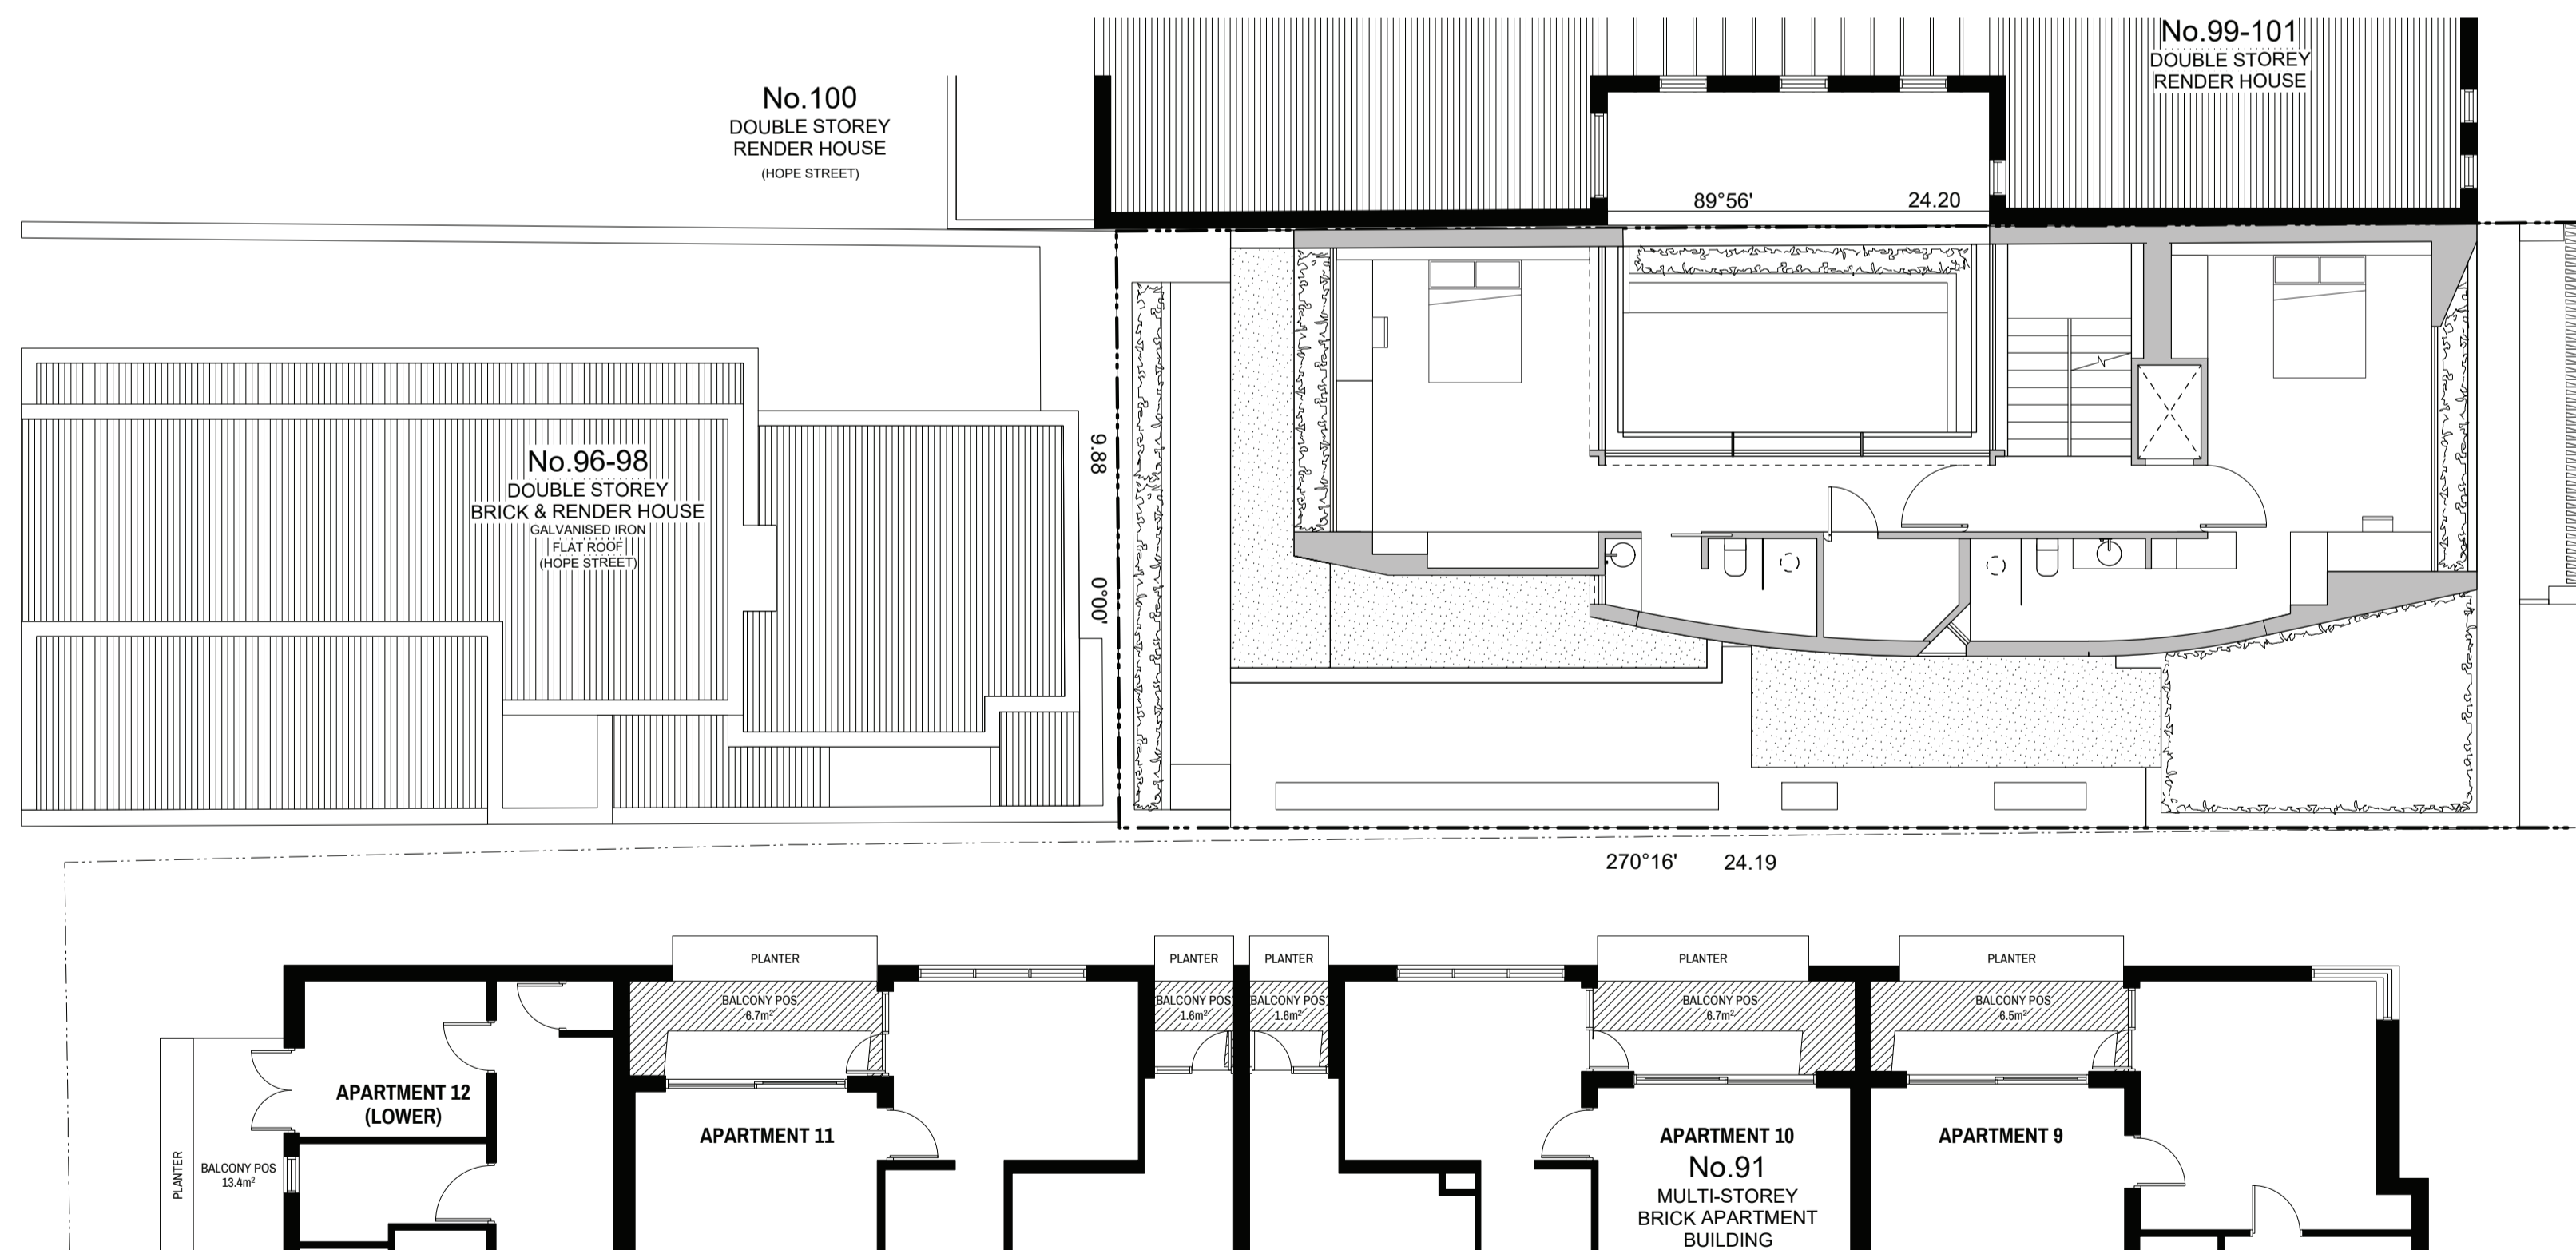 No.99-101
DOUBLE STOREY
RENDER HOUSE
No.100
DOUBLE STOREY
RENDER HOUSE
(HOPE STREET)
89°56' 24.20
No.96-98
DOUBLE STOREY
BRICK & RENDER HOUSE
GALVANISED IRON
FLAT ROOF
(HOPE STREET)
9.88
0°00'
N
270°16' 24.19
PLANTER
PLANTER
PLANTER
PLANTER
PLANTER
BALCONY POS
6.7m²
BALCONY POS
1.6m²
BALCONY POS
1.6m²
BALCONY POS
6.7m²
BALCONY POS
6.5m²
APARTMENT 12
(LOWER)
APARTMENT 11
APARTMENT 10
APARTMENT 9
PLANTER
BALCONY POS
13.4m²
No.91
MULTI-STOREY
BRICK APARTMENT
BUILDING